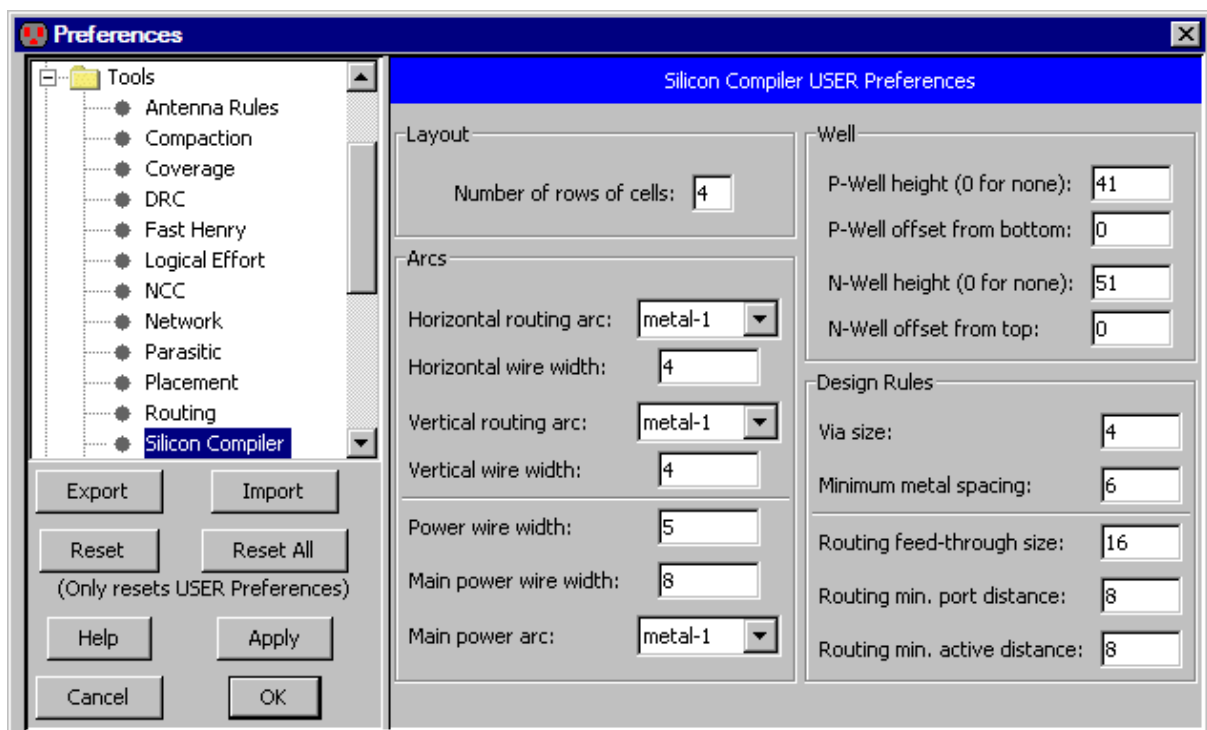 Preferences
Tools
Antenna Rules
Compaction
Coverage
DRC
Fast Henry
Logical Effort
NCC
Network
Parasitic
Placement
Routing
Silicon Compiler
Export Import
Reset Reset All
(Only resets USER Preferences)
Help Apply
Cancel OK
Silicon Compiler USER Preferences
Layout
Number of rows of cells: 4
Arcs
Horizontal routing arc: metal-1
Horizontal wire width: 4
Vertical routing arc: metal-1
Vertical wire width: 4
Power wire width: 5
Main power wire width: 8
Main power arc: metal-1
Well
P-Well height (0 for none): 41
P-Well offset from bottom: 0
N-Well height (0 for none): 51
N-Well offset from top: 0
Design Rules
Via size: 4
Minimum metal spacing: 6
Routing feed-through size: 16
Routing min. port distance: 8
Routing min. active distance: 8